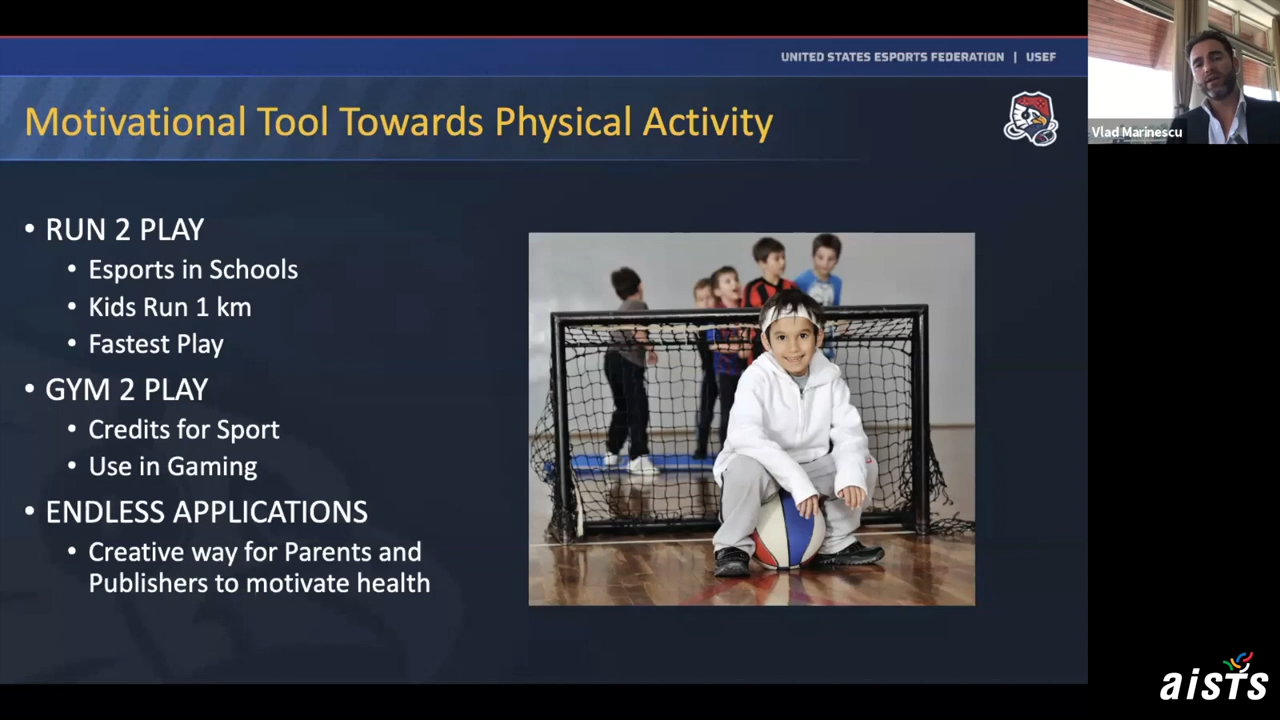 UNITED STATES ESPORTS FEDERATION | USEF
Motivational Tool Towards Physical Activity
Vlad Marinescu
• RUN 2 PLAY
• Esports in Schools
• Kids Run 1 km
• Fastest Play
• GYM 2 PLAY
• Credits for Sport
• Use in Gaming
• ENDLESS APPLICATIONS
• Creative way for Parents and
Publishers to motivate health
aisTs